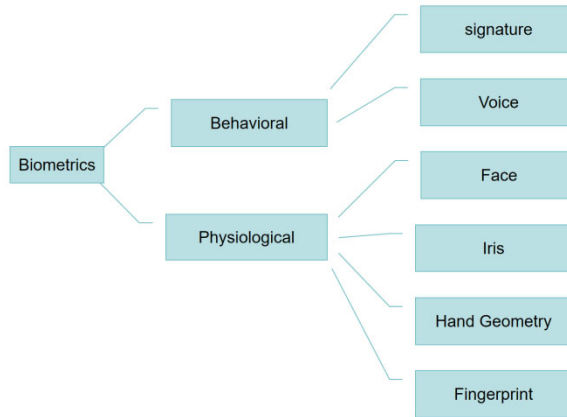 Biometrics
Behavioral
signature
Voice
Physiological
Face
Iris
Hand Geometry
Fingerprint